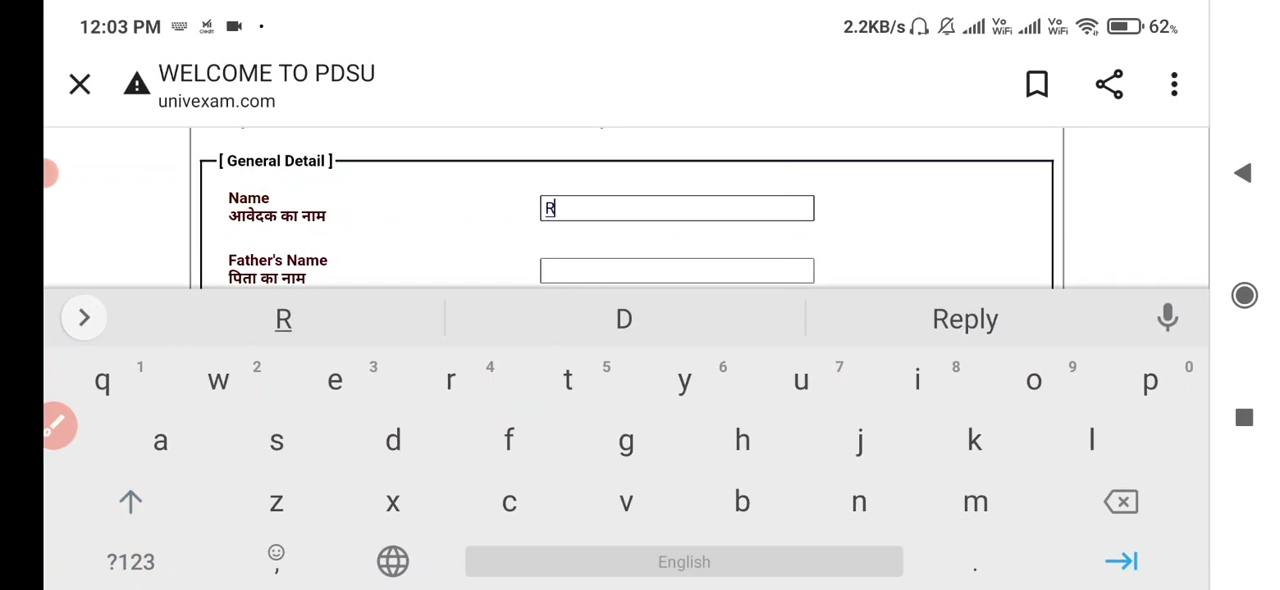 12:03 PM 2.2KB/s Vo WiFi Vo WiFi 62%
WELCOME TO PDSU
univexam.com
[ General Detail ]
Name
आवेदक का नाम
R
Father's Name
पिता का नाम
R D Reply
q 1 w 2 e 3 r 4 t 5 y 6 u 7 i 8 o 9 p 0
a s d f g h j k l
z x c v b n m
?123 , English .